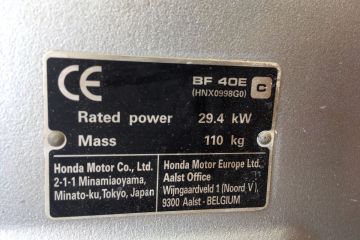 CE BF 40E C
(HNX0998G0)
Rated power 29.4 kW
Mass 110 kg
Honda Motor Co., Ltd.
2-1-1 Minamiaoyama,
Minato-ku,Tokyo, Japan
Honda Motor Europe Ltd.
Aalst Office
Wijngaardveld 1 (Noord V),
9300 Aalst - BELGIUM